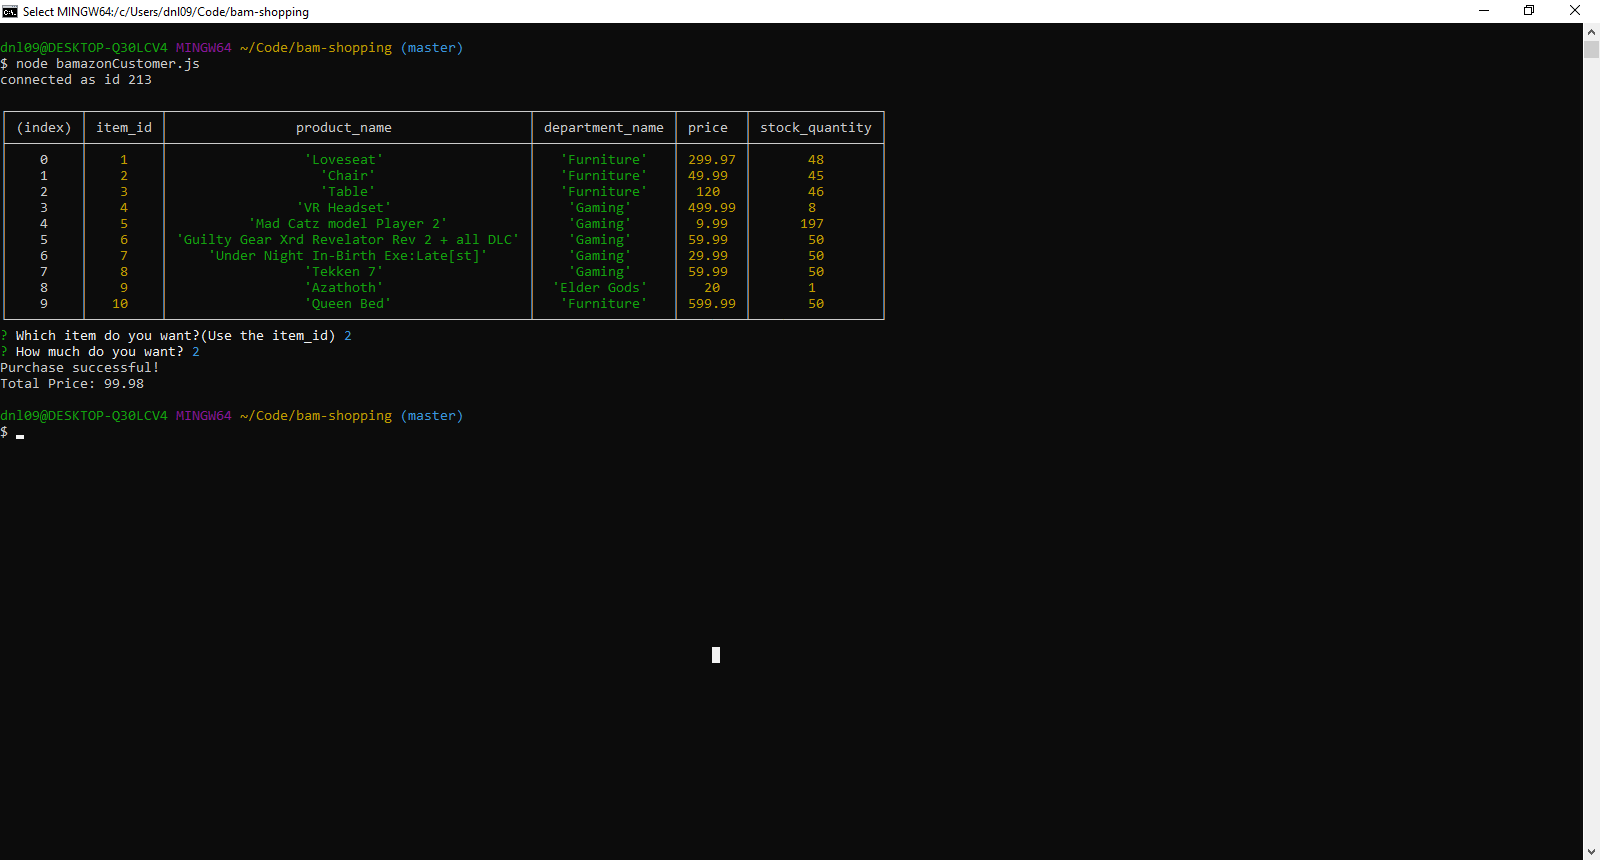 Select MINGW64:/c/Users/dnl09/Code/bam-shopping
dnl09@DESKTOP-Q30LCV4 MINGW64 ~/Code/bam-shopping (master)
$ node bamazonCustomer.js
connected as id 213
(index) item_id product_name department_name price stock_quantity
0 1 'Loveseat' 'Furniture' 299.97 48
1 2 'Chair' 'Furniture' 49.99 45
2 3 'Table' 'Furniture' 120 46
3 4 'VR Headset' 'Gaming' 499.99 8
4 5 'Mad Catz model Player 2' 'Gaming' 9.99 197
5 6 'Guilty Gear Xrd Revelator Rev 2 + all DLC' 'Gaming' 59.99 50
6 7 'Under Night In-Birth Exe:Late[st]' 'Gaming' 29.99 50
7 8 'Tekken 7' 'Gaming' 59.99 50
8 9 'Azathoth' 'Elder Gods' 20 1
9 10 'Queen Bed' 'Furniture' 599.99 50
? Which item do you want?(Use the item_id) 2
? How much do you want? 2
Purchase successful!
Total Price: 99.98
dnl09@DESKTOP-Q30LCV4 MINGW64 ~/Code/bam-shopping (master)
$